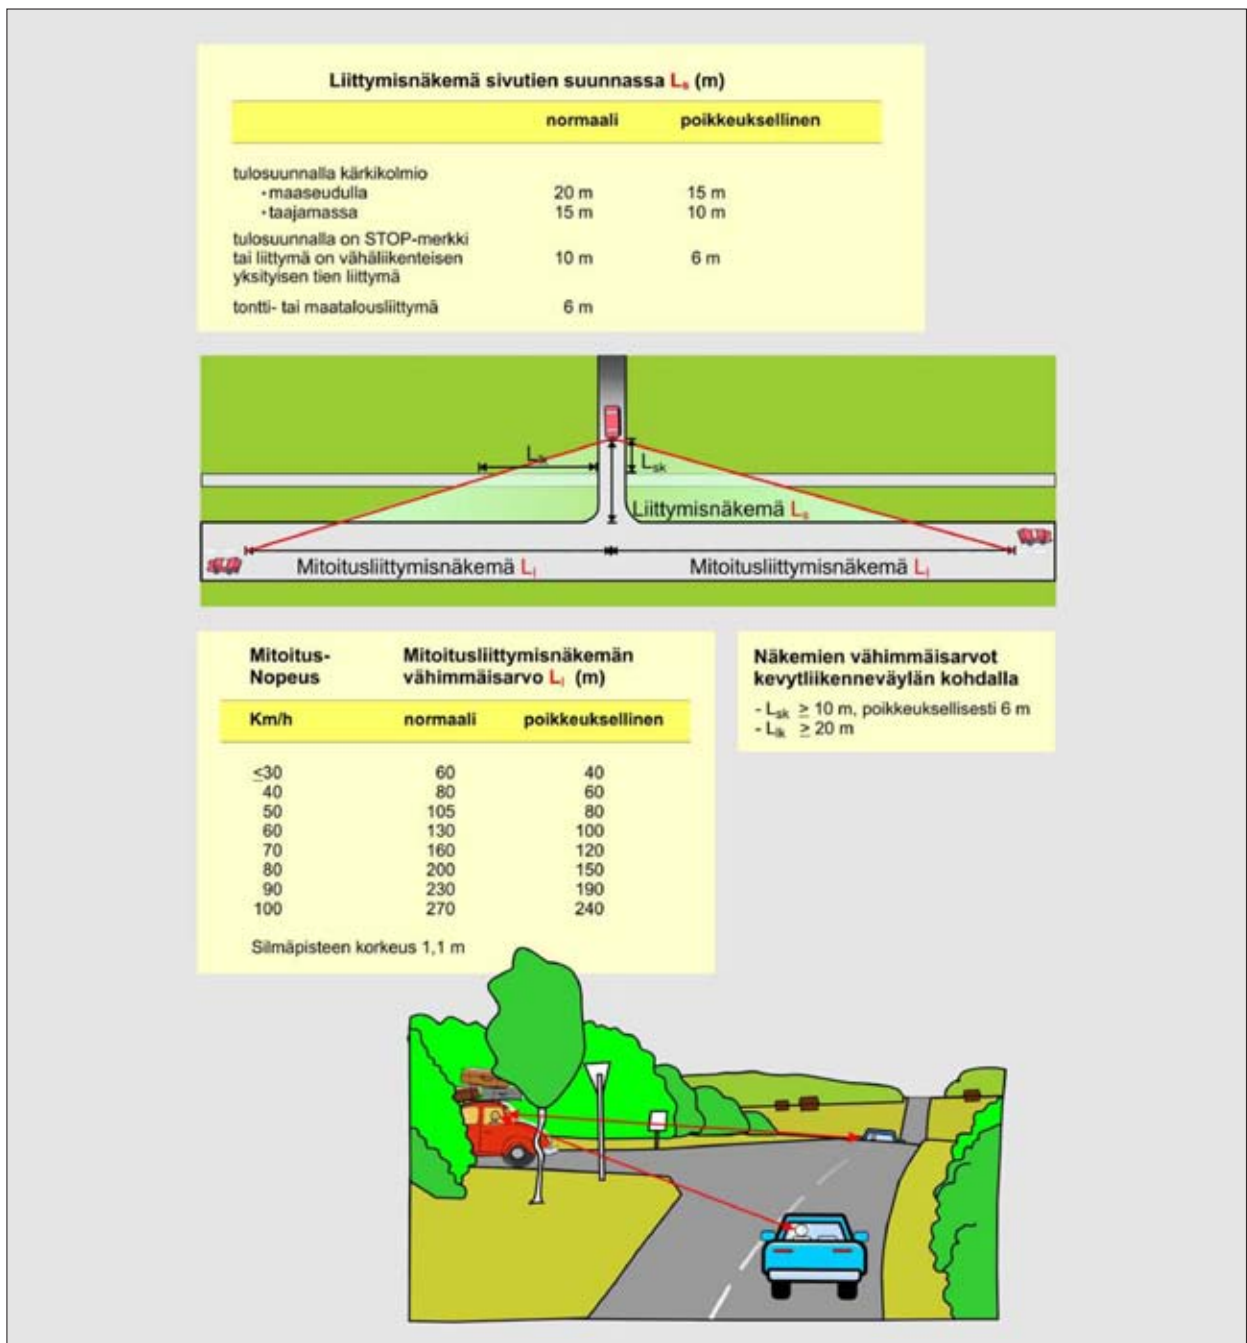 Liittymisnäkemä sivutien suunnassa Ls (m)
normaali poikkeuksellinen
tulosuunnalla kärkikolmio
• maaseudulla 20 m 15 m
• taajamassa 15 m 10 m
tulosuunnalla on STOP-merkki
tai liittymä on vähäliikenteisen 10 m 6 m
yksityisen tien liittymä
tontti- tai maatalousliittymä 6 m
Llk
Lsk
Liittymisnäkemä Ls
Mitoitusliittymisnäkemä Ll Mitoitusliittymisnäkemä Ll
Mitoitus- Mitoitusliittymisnäkemän
Nopeus vähimmäisarvo Ll (m)
Km/h normaali poikkeuksellinen
≤30 60 40
40 80 60
50 105 80
60 130 100
70 160 120
80 200 150
90 230 190
100 270 240
Silmäpisteen korkeus 1,1 m
Näkemien vähimmäisarvot
kevytliikenneväylän kohdalla
- Lsk ≥ 10 m, poikkeuksellisesti 6 m
- Llk ≥ 20 m